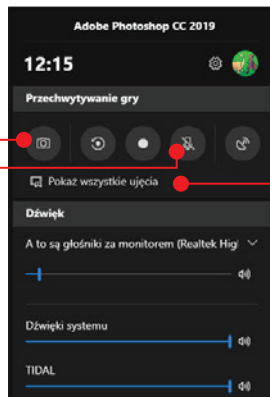 Adobe Photoshop CC 2019
12:15
Przechwytywanie gry
Pokaż wszystkie ujęcia
Dźwięk
A to są głośniki za monitorem (Realtek Higl
Dźwięki systemu
TIDAL